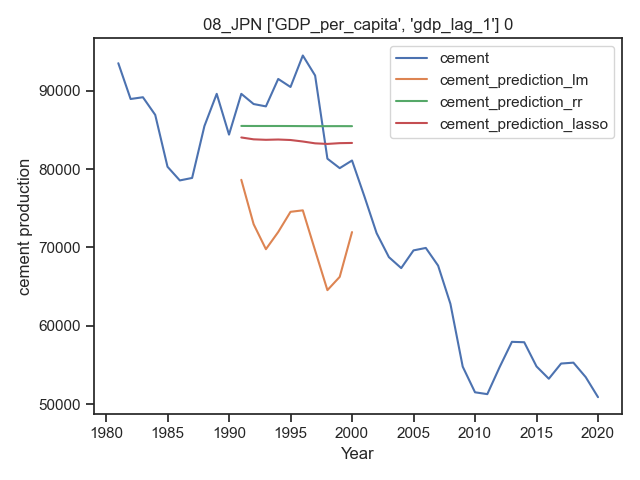 08_JPN ['GDP_per_capita', 'gdp_lag_1'] 0
cement
cement_prediction_lm
cement_prediction_rr
cement_prediction_lasso
cement production
90000
80000
70000
60000
50000
1980 1985 1990 1995 2000 2005 2010 2015 2020
Year